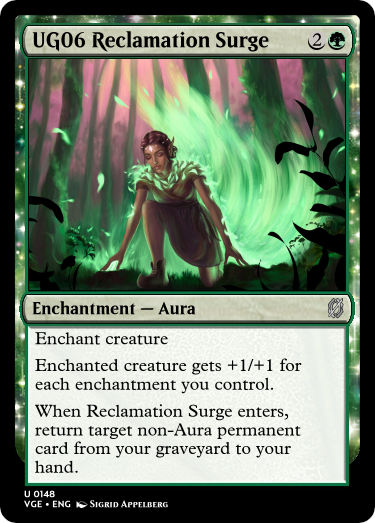 UG06 Reclamation Surge 2
Enchantment — Aura
Enchant creature
Enchanted creature gets +1/+1 for
each enchantment you control.
When Reclamation Surge enters,
return target non-Aura permanent
card from your graveyard to your
hand.
U 0148
VGE • ENG Sigrid Appelberg